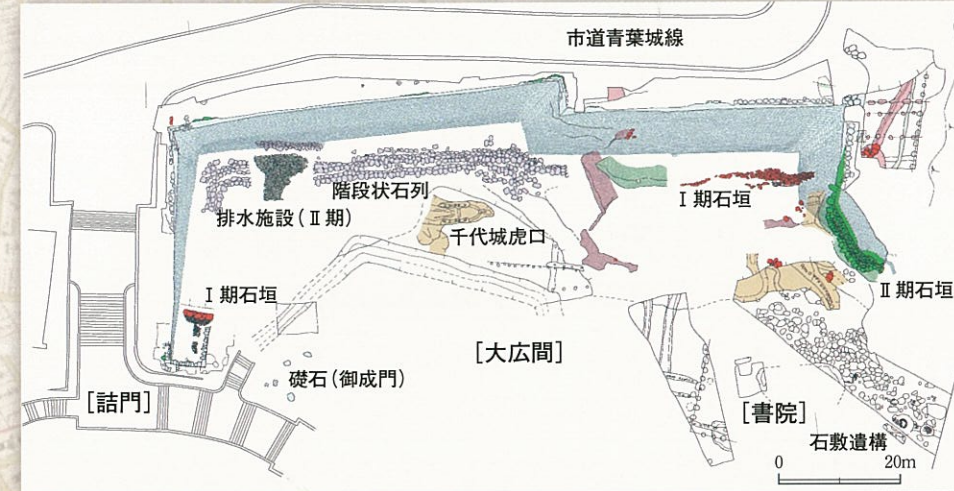 市道青葉城線
階段状石列
排水施設(Ⅱ期)
千代城虎口
Ⅰ期石垣
Ⅱ期石垣
Ⅰ期石垣
礎石(御成門)
[大広間]
[詰門]
[書院]
石敷遺構
0 20m